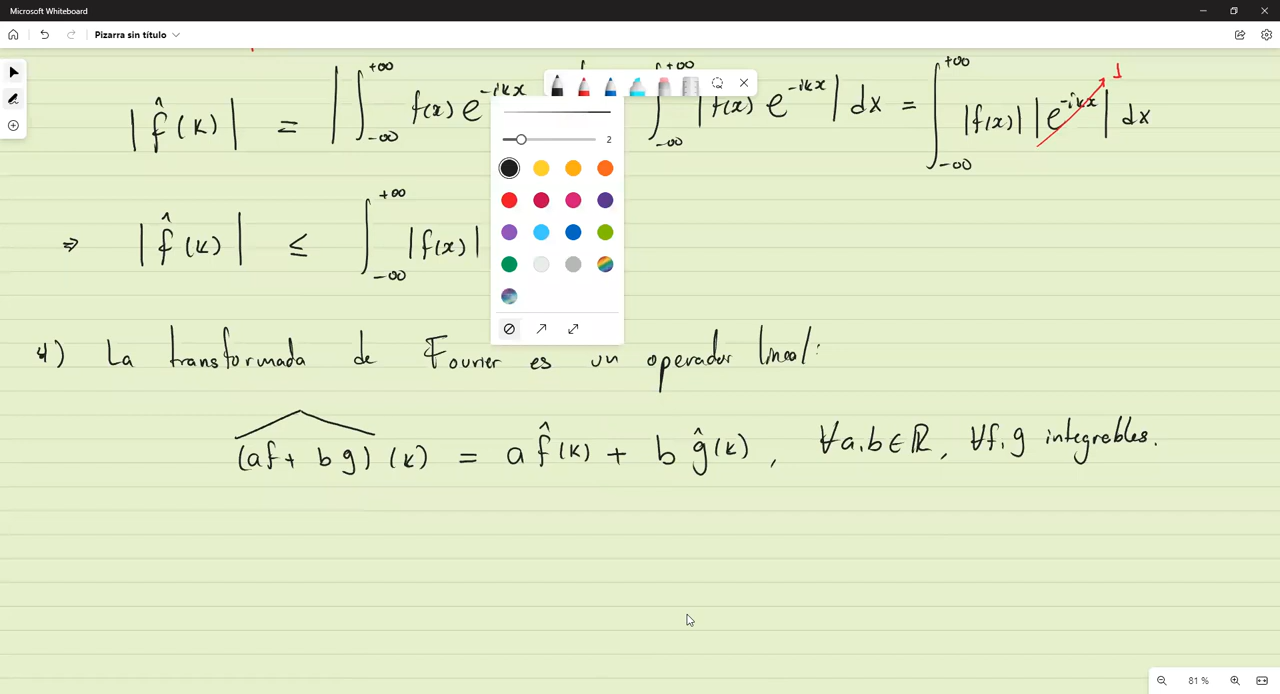 Microsoft Whiteboard
Pizarra sin título
|f̂(k)| = |∫_{-∞}^{+∞} f(x) e^{-ikx} ∫_{-∞}^{+∞} |f(x) e^{-ikx}| dx = ∫_{-∞}^{+∞} |f(x)| |e^{-ikx}| dx
1
2
⇒ |f̂(k)| ≤ ∫_{-∞}^{+∞} |f(x)|
4) La transformada de Fourier es un operador lineal:
(af + bg)(k) = a f̂(k) + b ĝ(k), ∀a,b∈ℝ, ∀f,g integrables.
81 %